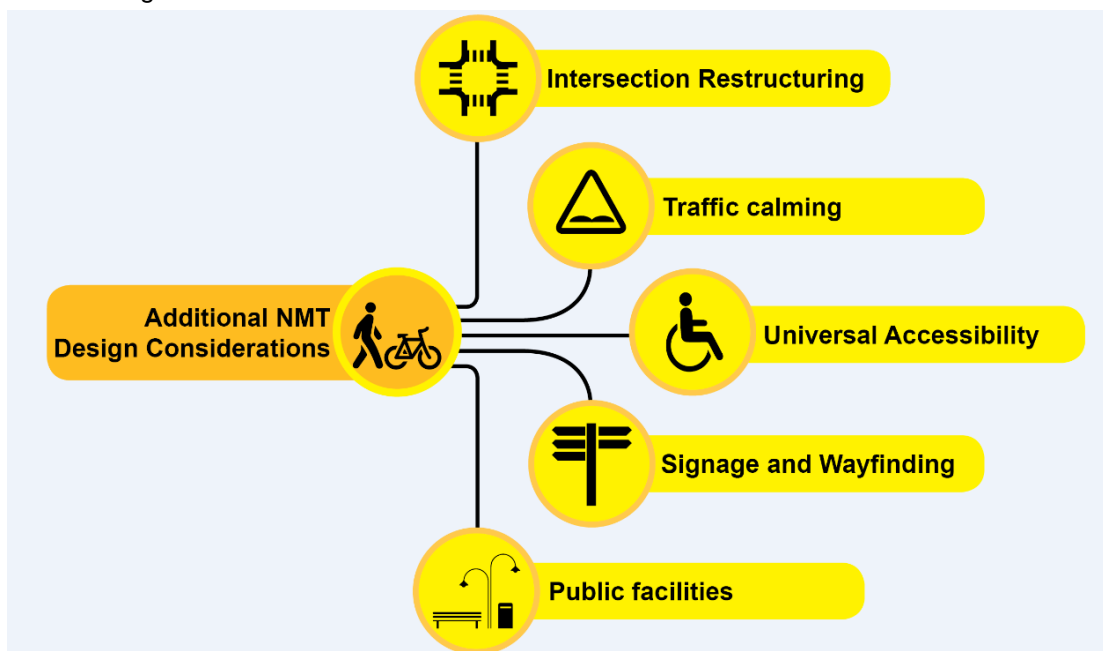 Intersection Restructuring
Traffic calming
Additional NMT
Design Considerations
Universal Accessibility
Signage and Wayfinding
Public facilities